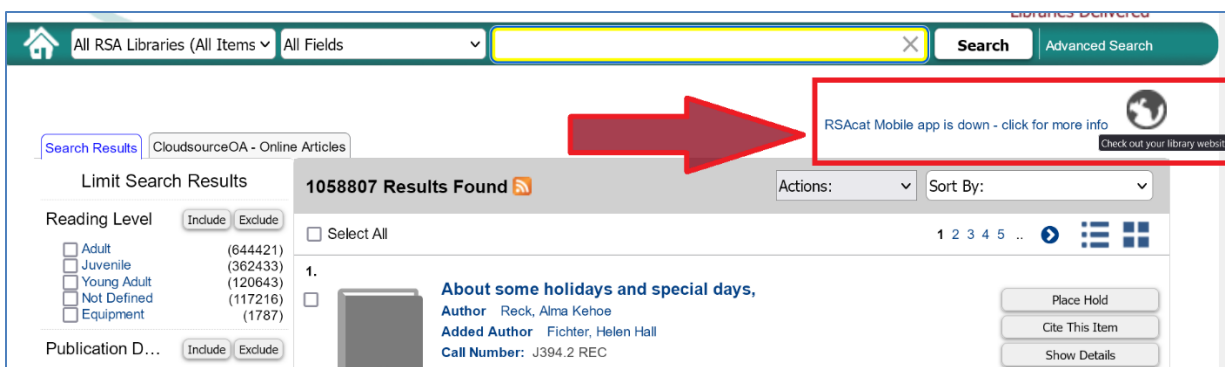 Libraries Delivered
All RSA Libraries (All Items All Fields Search Advanced Search
RSAcat Mobile app is down - click for more info
Check out your library websit
Search Results CloudsourceOA - Online Articles
Limit Search Results
1058807 Results Found Actions: Sort By:
Reading Level Include Exclude
Select All 1 2 3 4 5 ..
Adult (644421)
Juvenile (362433)
Young Adult (120643)
Not Defined (117216)
Equipment (1787)
1.
About some holidays and special days,
Author Reck, Alma Kehoe
Added Author Fichter, Helen Hall
Call Number: J394.2 REC
Place Hold
Cite This Item
Show Details
Publication D... Include Exclude